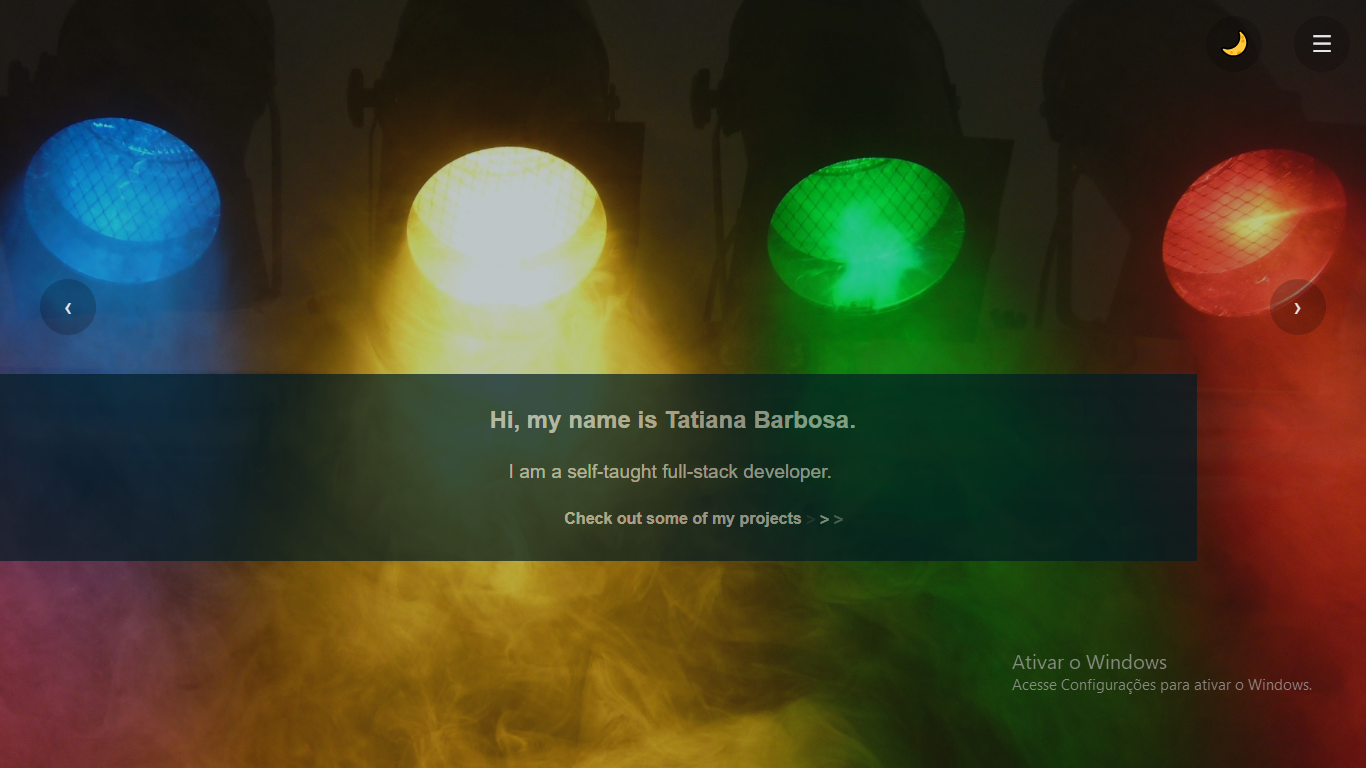 ☰
‹
›
Hi, my name is Tatiana Barbosa.
I am a self-taught full-stack developer.
Check out some of my projects > > >
Ativar o Windows
Acesse Configurações para ativar o Windows.